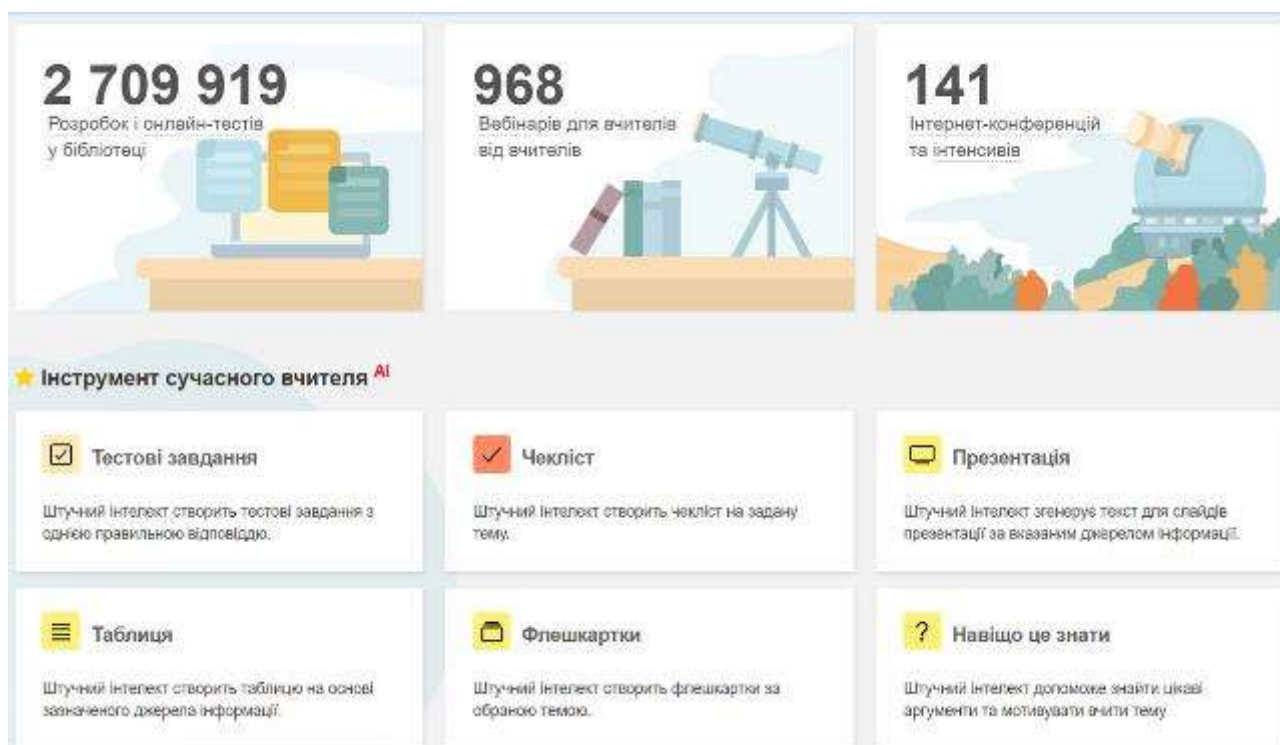 2 709 919
Розробок і онлайн-тестів
у бібліотеці
968
Вебінарів для вчителів
від вчителів
141
Інтернет-конференцій
та інтенсивів
Інструмент сучасного вчителя AI
Тестові завдання
Штучний інтелект створить тестові завдання з
однією правильною відповіддю.
Чекліст
Штучний інтелект створить чекліст на задану
тему.
Презентація
Штучний інтелект згенерує текст для слайдів
презентації за вказаним джерелом інформації.
Таблиця
Штучний інтелект створить таблицю на основі
зазначеного джерела інформації.
Флешкартки
Штучний інтелект створить флешкартки за
обраною темою.
Навіщо це знати
Штучний інтелект допоможе знайти цікаві
аргументи та мотивувати вчити тему